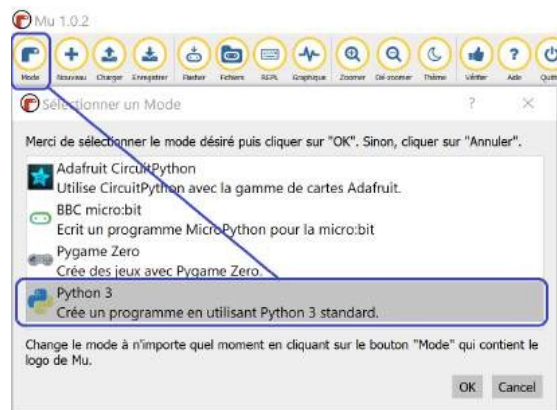 Mu 1.0.2
Mode Nouveau Charger Enregistrer Flasher Fichiers REPL Graphique Zoomer Dé-zoomer Thème Vérifier Aide Quitt
Sélectionner un Mode ? ×
Merci de sélectionner le mode désiré puis cliquer sur "OK". Sinon, cliquer sur "Annuler".
Adafruit CircuitPython
Utilise CircuitPython avec la gamme de cartes Adafruit.
BBC micro:bit
Ecrit un programme MicroPython pour la micro:bit
Pygame Zero
Crée des jeux avec Pygame Zero.
Python 3
Crée un programme en utilisant Python 3 standard.
Change le mode à n'importe quel moment en cliquant sur le bouton "Mode" qui contient le
logo de Mu.
OK Cancel